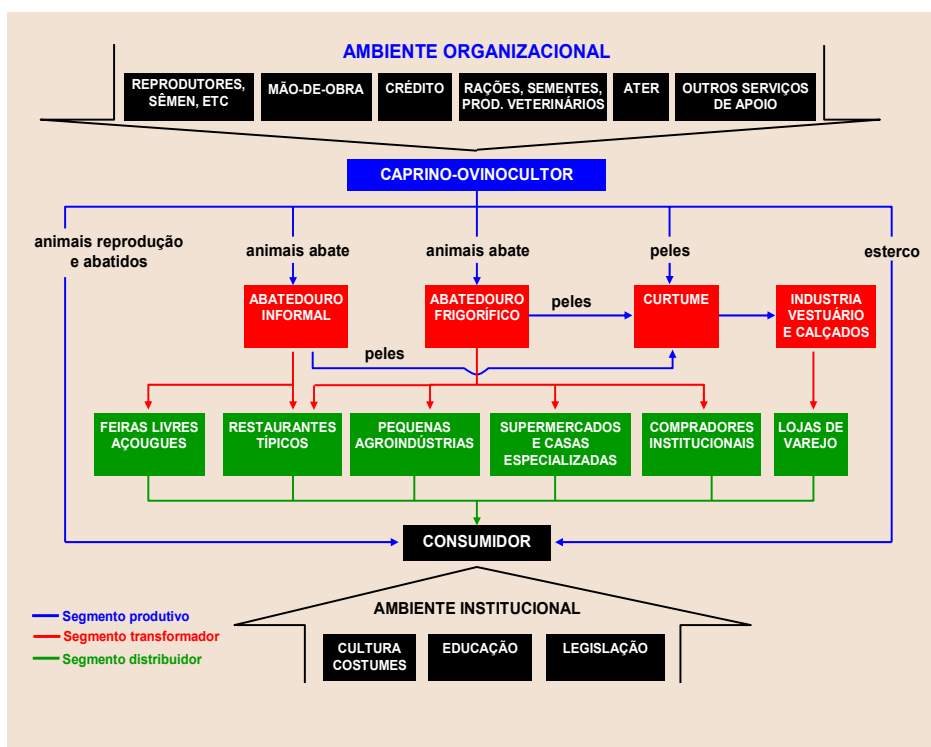 AMBIENTE ORGANIZACIONAL
REPRODUTORES,
SÊMEN, ETC
MÃO-DE-OBRA
CRÉDITO
RAÇÕES, SEMENTES,
PROD. VETERINÁRIOS
ATER
OUTROS SERVIÇOS
DE APOIO
CAPRINO-OVINOCULTOR
animais reprodução
e abatidos
animais abate
animais abate
peles
esterco
ABATEDOURO
INFORMAL
ABATEDOURO
FRIGORÍFICO
peles
CURTUME
INDUSTRIA
VESTUÁRIO
E CALÇADOS
peles
FEIRAS LIVRES
AÇOUGUES
RESTAURANTES
TÍPICOS
PEQUENAS
AGROINDÚSTRIAS
SUPERMERCADOS
E CASAS
ESPECIALIZADAS
COMPRADORES
INSTITUCIONAIS
LOJAS DE
VAREJO
CONSUMIDOR
AMBIENTE INSTITUCIONAL
Segmento produtivo
Segmento transformador
Segmento distribuidor
CULTURA
COSTUMES
EDUCAÇÃO
LEGISLAÇÃO